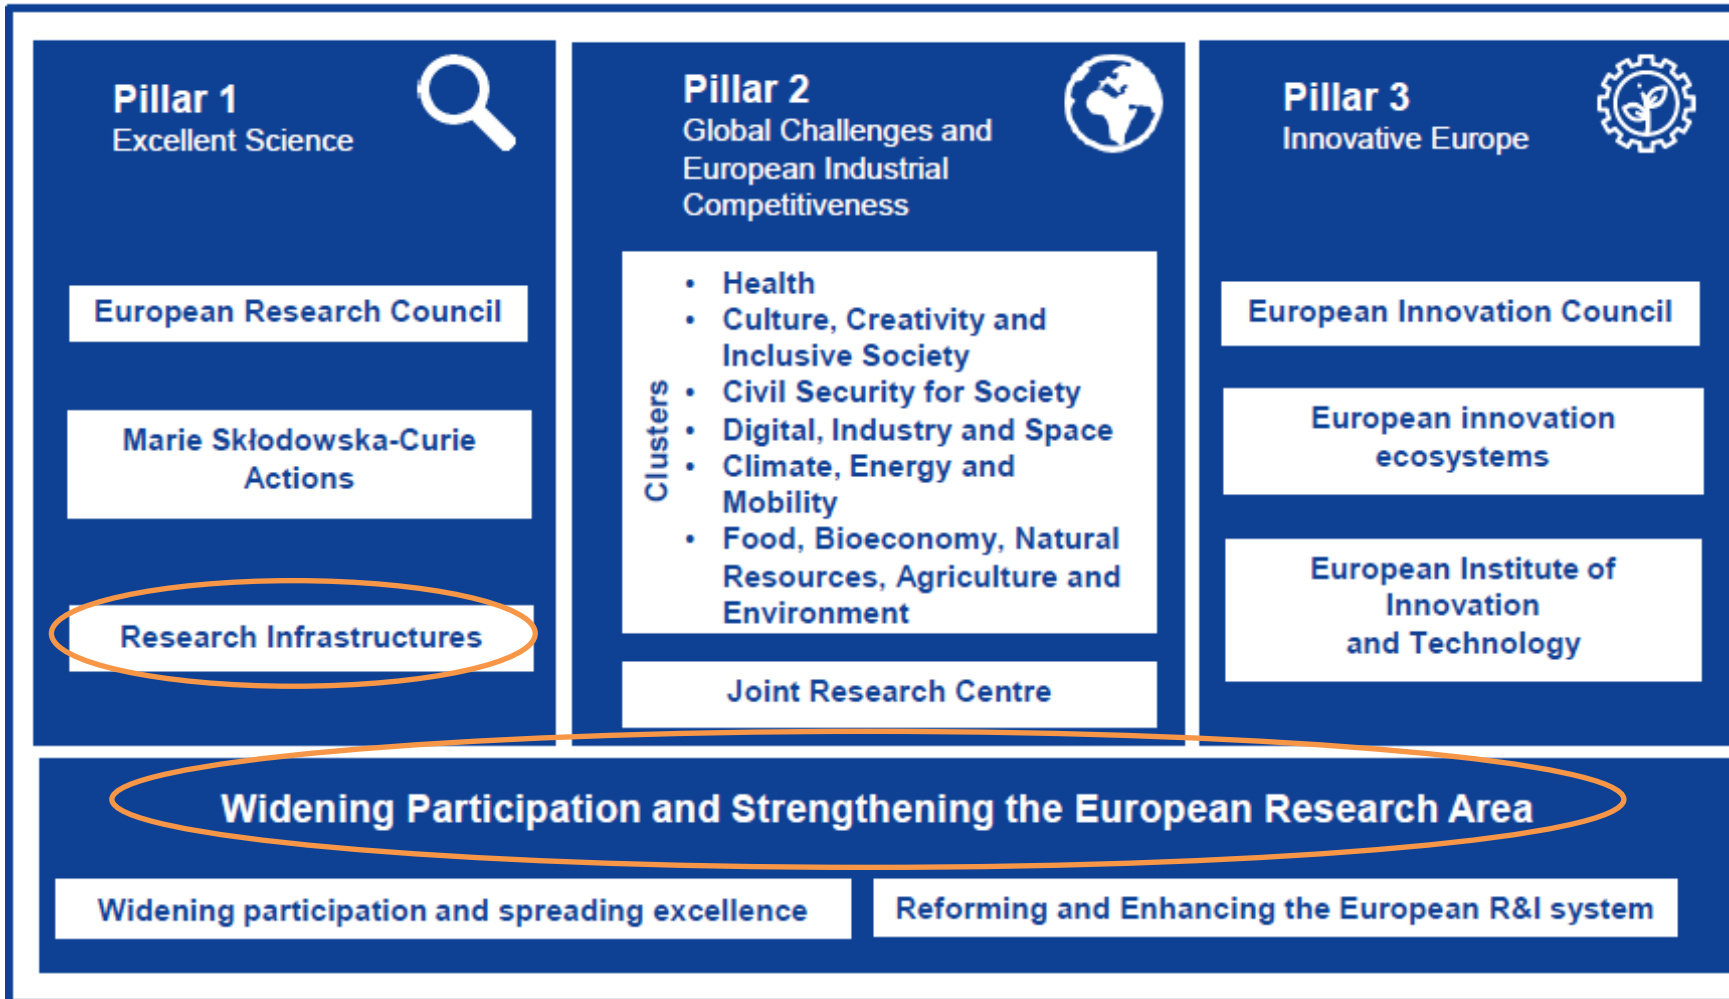 Pillar 1
Excellent Science
European Research Council
Marie Skłodowska-Curie
Actions
Research Infrastructures
Pillar 2
Global Challenges and
European Industrial
Competitiveness
Clusters
• Health
• Culture, Creativity and
Inclusive Society
• Civil Security for Society
• Digital, Industry and Space
• Climate, Energy and
Mobility
• Food, Bioeconomy, Natural
Resources, Agriculture and
Environment
Joint Research Centre
Pillar 3
Innovative Europe
European Innovation Council
European innovation
ecosystems
European Institute of
Innovation
and Technology
Widening Participation and Strengthening the European Research Area
Widening participation and spreading excellence
Reforming and Enhancing the European R&I system